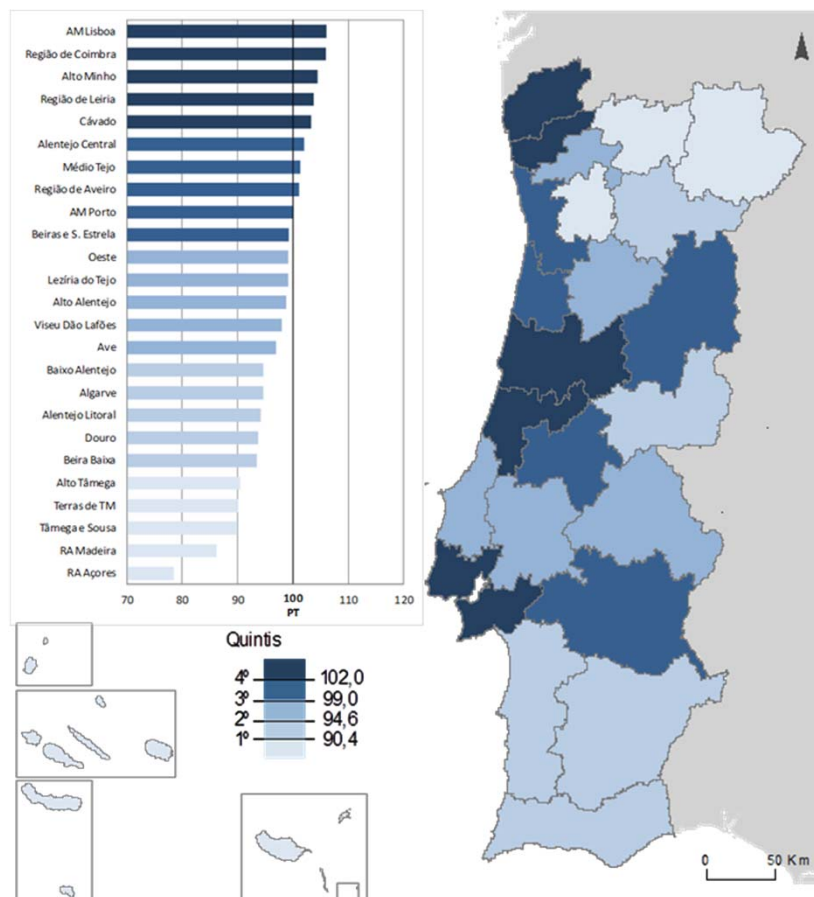 AM Lisboa
Região de Coimbra
Alto Minho
Região de Leiria
Cávado
Alentejo Central
Médio Tejo
Região de Aveiro
AM Porto
Beiras e S. Estrela
Oeste
Lezíria do Tejo
Alto Alentejo
Viseu Dão Lafões
Ave
Baixo Alentejo
Algarve
Alentejo Litoral
Douro
Beira Baixa
Alto Tâmega
Terras de TM
Tâmega e Sousa
RA Madeira
RA Açores
70 80 90 100 110 120
PT
Quintis
4º 102,0
3º 99,0
2º 94,6
1º 90,4
0 50 Km